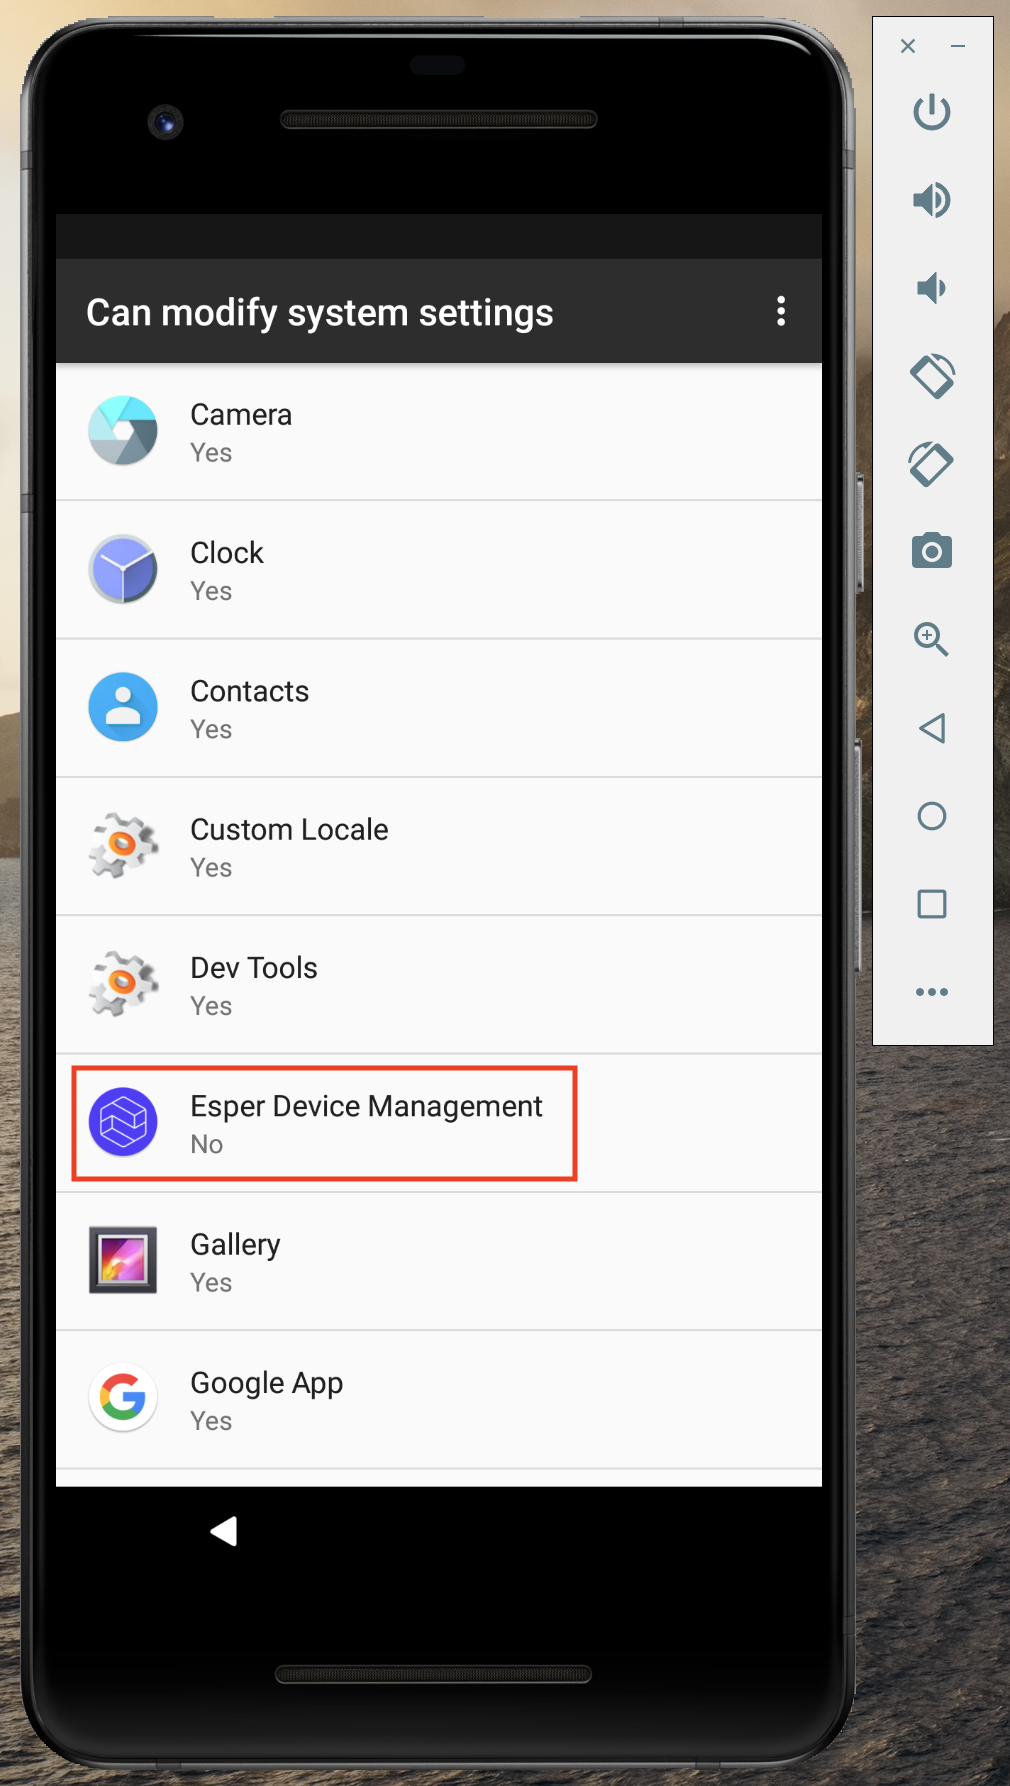 Can modify system settings
Camera
Yes
Clock
Yes
Contacts
Yes
Custom Locale
Yes
Dev Tools
Yes
Esper Device Management
No
Gallery
Yes
Google App
Yes